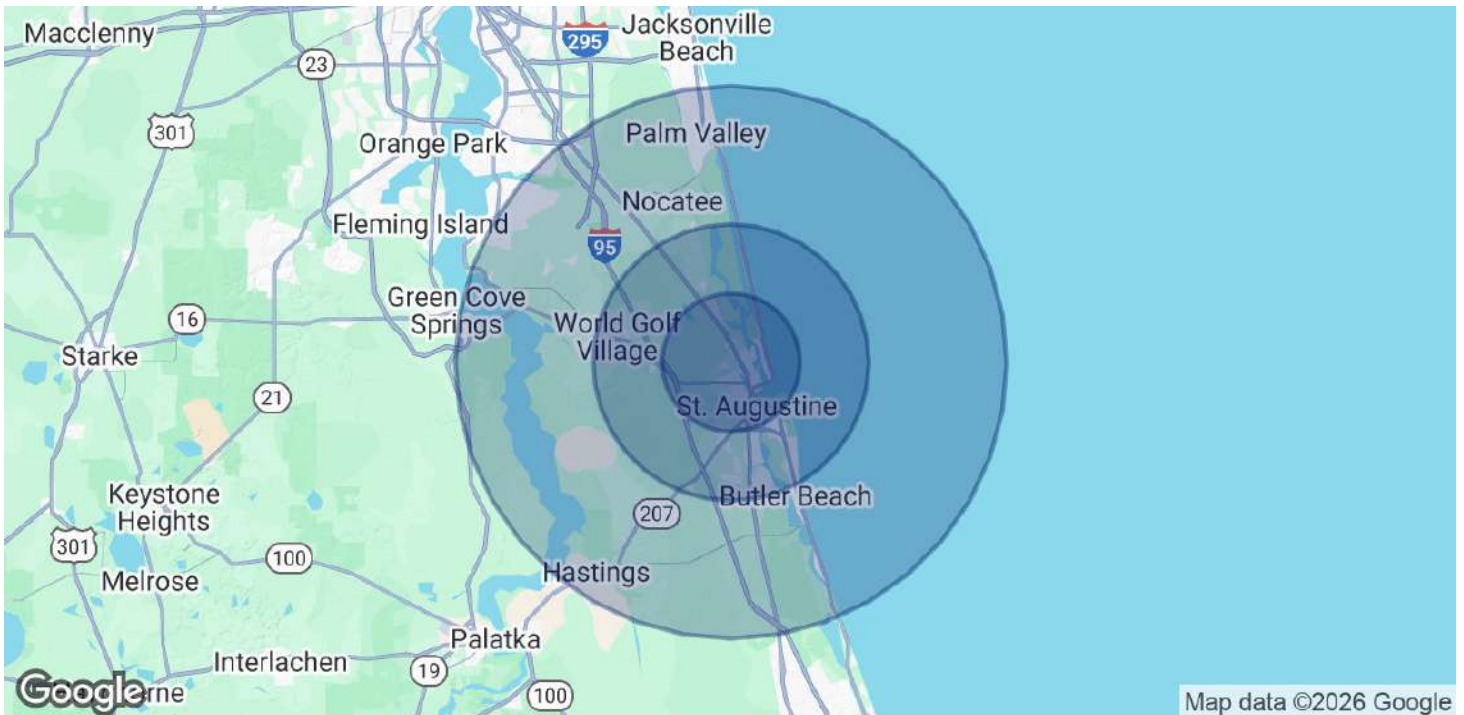 Macclenny
Jacksonville
Beach
295
23
301
Palm Valley
Orange Park
Nocatee
Fleming Island
95
Green Cove
Springs
16
World Golf
Village
Starke
21
St. Augustine
Keystone
Heights
Butler Beach
207
301
100
Hastings
Melrose
Palatka
Interlachen
19
Google
rne
100
Map data ©2026 Google